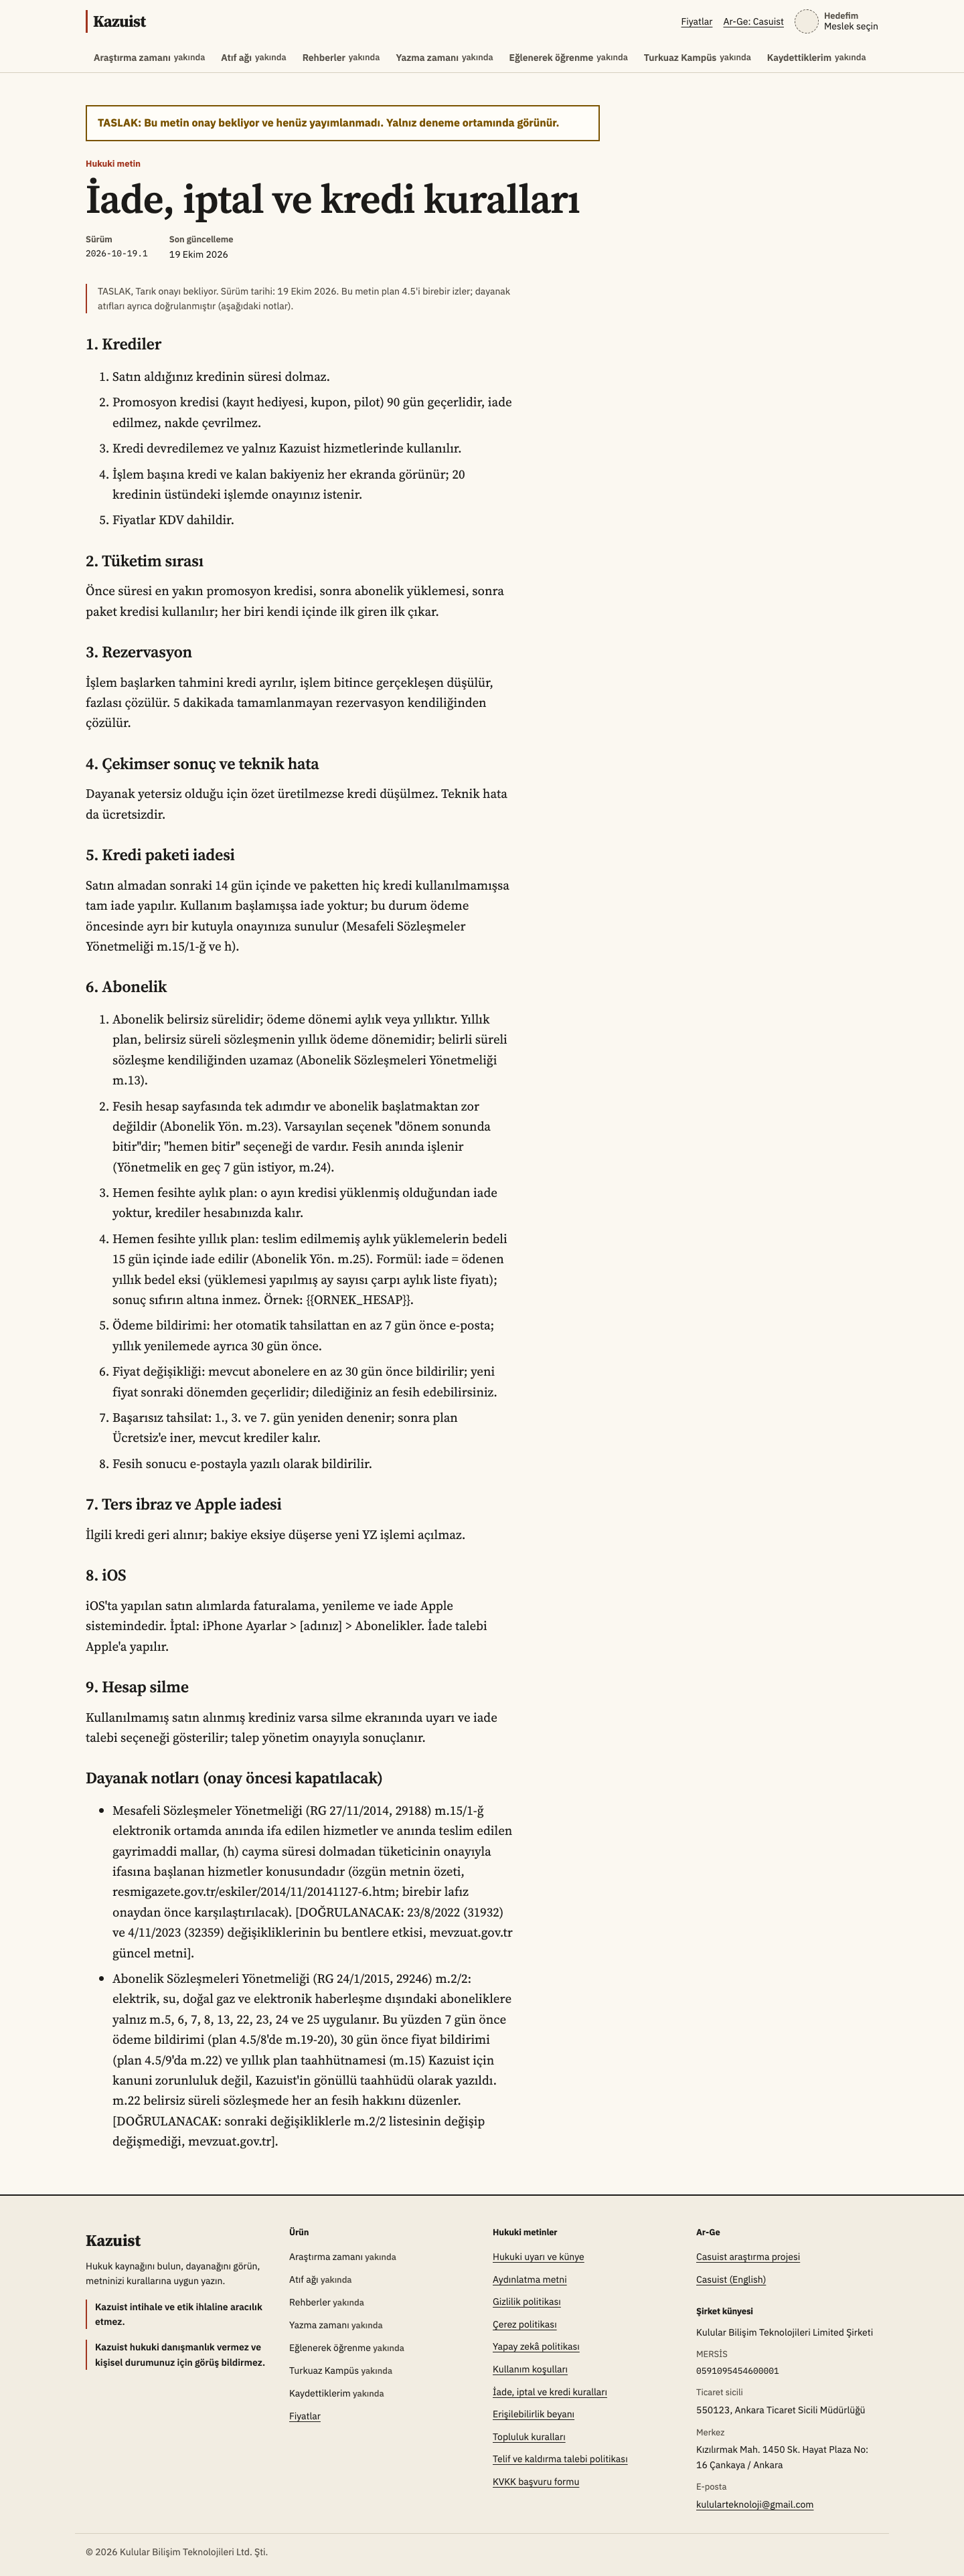 Kazuist
Fiyatlar
Ar-Ge: Casuist
Hedefim
Meslek seçin
Araştırma zamanı yakında
Atıf ağı yakında
Rehberler yakında
Yazma zamanı yakında
Eğlenerek öğrenme yakında
Turkuaz Kampüs yakında
Kaydettiklerim yakında
TASLAK: Bu metin onay bekliyor ve henüz yayımlanmadı. Yalnız deneme ortamında görünür.
Hukuki metin
İade, iptal ve kredi kuralları
Sürüm
2026-10-19.1
Son güncelleme
19 Ekim 2026
TASLAK, Tarık onayı bekliyor. Sürüm tarihi: 19 Ekim 2026. Bu metin plan 4.5'i birebir izler; dayanak
atıfları ayrıca doğrulanmıştır (aşağıdaki notlar).
1. Krediler
1. Satın aldığınız kredinin süresi dolmaz.
2. Promosyon kredisi (kayıt hediyesi, kupon, pilot) 90 gün geçerlidir, iade
edilmez, nakde çevrilmez.
3. Kredi devredilemez ve yalnız Kazuist hizmetlerinde kullanılır.
4. İşlem başına kredi ve kalan bakiyeniz her ekranda görünür; 20
kredinin üstündeki işlemde onayınız istenir.
5. Fiyatlar KDV dahildir.
2. Tüketim sırası
Önce süresi en yakın promosyon kredisi, sonra abonelik yüklemesi, sonra
paket kredisi kullanılır; her biri kendi içinde ilk giren ilk çıkar.
3. Rezervasyon
İşlem başlarken tahmini kredi ayrılır, işlem bitince gerçekleşen düşülür,
fazlası çözülür. 5 dakikada tamamlanmayan rezervasyon kendiliğinden
çözülür.
4. Çekimser sonuç ve teknik hata
Dayanak yetersiz olduğu için özet üretilmezse kredi düşülmez. Teknik hata
da ücretsizdir.
5. Kredi paketi iadesi
Satın almadan sonraki 14 gün içinde ve paketten hiç kredi kullanılmamışsa
tam iade yapılır. Kullanım başlamışsa iade yoktur; bu durum ödeme
öncesinde ayrı bir kutuyla onayınıza sunulur (Mesafeli Sözleşmeler
Yönetmeliği m.15/1-ğ ve h).
6. Abonelik
1. Abonelik belirsiz sürelidir; ödeme dönemi aylık veya yıllıktır. Yıllık
plan, belirsiz süreli sözleşmenin yıllık ödeme dönemidir; belirli süreli
sözleşme kendiliğinden uzamaz (Abonelik Sözleşmeleri Yönetmeliği
m.13).
2. Fesih hesap sayfasında tek adımdır ve abonelik başlatmaktan zor
değildir (Abonelik Yön. m.23). Varsayılan seçenek "dönem sonunda
bitir"dir; "hemen bitir" seçeneği de vardır. Fesih anında işlenir
(Yönetmelik en geç 7 gün istiyor, m.24).
3. Hemen fesihte aylık plan: o ayın kredisi yüklenmiş olduğundan iade
yoktur, krediler hesabınızda kalır.
4. Hemen fesihte yıllık plan: teslim edilmemiş aylık yüklemelerin bedeli
15 gün içinde iade edilir (Abonelik Yön. m.25). Formül: iade = ödenen
yıllık bedel eksi (yüklemesi yapılmış ay sayısı çarpı aylık liste fiyatı);
sonuç sıfırın altına inmez. Örnek: {{ORNEK_HESAP}}.
5. Ödeme bildirimi: her otomatik tahsilattan en az 7 gün önce e-posta;
yıllık yenilemede ayrıca 30 gün önce.
6. Fiyat değişikliği: mevcut abonelere en az 30 gün önce bildirilir; yeni
fiyat sonraki dönemden geçerlidir; dilediğiniz an fesih edebilirsiniz.
7. Başarısız tahsilat: 1., 3. ve 7. gün yeniden denenir; sonra plan
Ücretsiz'e iner, mevcut krediler kalır.
8. Fesih sonucu e-postayla yazılı olarak bildirilir.
7. Ters ibraz ve Apple iadesi
İlgili kredi geri alınır; bakiye eksiye düşerse yeni YZ işlemi açılmaz.
8. iOS
iOS'ta yapılan satın alımlarda faturalama, yenileme ve iade Apple
sistemindedir. İptal: iPhone Ayarlar > [adınız] > Abonelikler. İade talebi
Apple'a yapılır.
9. Hesap silme
Kullanılmamış satın alınmış krediniz varsa silme ekranında uyarı ve iade
talebi seçeneği gösterilir; talep yönetim onayıyla sonuçlanır.
Dayanak notları (onay öncesi kapatılacak)
• Mesafeli Sözleşmeler Yönetmeliği (RG 27/11/2014, 29188) m.15/1-ğ
elektronik ortamda anında ifa edilen hizmetler ve anında teslim edilen
gayrimaddi mallar, (h) cayma süresi dolmadan tüketicinin onayıyla
ifasına başlanan hizmetler konusundadır (özgün metnin özeti,
resmigazete.gov.tr/eskiler/2014/11/20141127-6.htm; birebir lafız
onaydan önce karşılaştırılacak). [DOĞRULANACAK: 23/8/2022 (31932)
ve 4/11/2023 (32359) değişikliklerinin bu bentlere etkisi, mevzuat.gov.tr
güncel metni].
• Abonelik Sözleşmeleri Yönetmeliği (RG 24/1/2015, 29246) m.2/2:
elektrik, su, doğal gaz ve elektronik haberleşme dışındaki aboneliklere
yalnız m.5, 6, 7, 8, 13, 22, 23, 24 ve 25 uygulanır. Bu yüzden 7 gün önce
ödeme bildirimi (plan 4.5/8'de m.19-20), 30 gün önce fiyat bildirimi
(plan 4.5/9'da m.22) ve yıllık plan taahhütnamesi (m.15) Kazuist için
kanuni zorunluluk değil, Kazuist'in gönüllü taahhüdü olarak yazıldı.
m.22 belirsiz süreli sözleşmede her an fesih hakkını düzenler.
[DOĞRULANACAK: sonraki değişikliklerle m.2/2 listesinin değişip
değişmediği, mevzuat.gov.tr].
Kazuist
Hukuk kaynağını bulun, dayanağını görün,
metninizi kurallarına uygun yazın.
Kazuist intihale ve etik ihlaline aracılık
etmez.
Kazuist hukuki danışmanlık vermez ve
kişisel durumunuz için görüş bildirmez.
Ürün
Araştırma zamanı yakında
Atıf ağı yakında
Rehberler yakında
Yazma zamanı yakında
Eğlenerek öğrenme yakında
Turkuaz Kampüs yakında
Kaydettiklerim yakında
Fiyatlar
Hukuki metinler
Hukuki uyarı ve künye
Aydınlatma metni
Gizlilik politikası
Çerez politikası
Yapay zekâ politikası
Kullanım koşulları
İade, iptal ve kredi kuralları
Erişilebilirlik beyanı
Topluluk kuralları
Telif ve kaldırma talebi politikası
KVKK başvuru formu
Ar-Ge
Casuist araştırma projesi
Casuist (English)
Şirket künyesi
Kulular Bilişim Teknolojileri Limited Şirketi
MERSİS
0591095454600001
Ticaret sicili
550123, Ankara Ticaret Sicili Müdürlüğü
Merkez
Kızılırmak Mah. 1450 Sk. Hayat Plaza No:
16 Çankaya / Ankara
E-posta
kulularteknoloji@gmail.com
© 2026 Kulular Bilişim Teknolojileri Ltd. Şti.